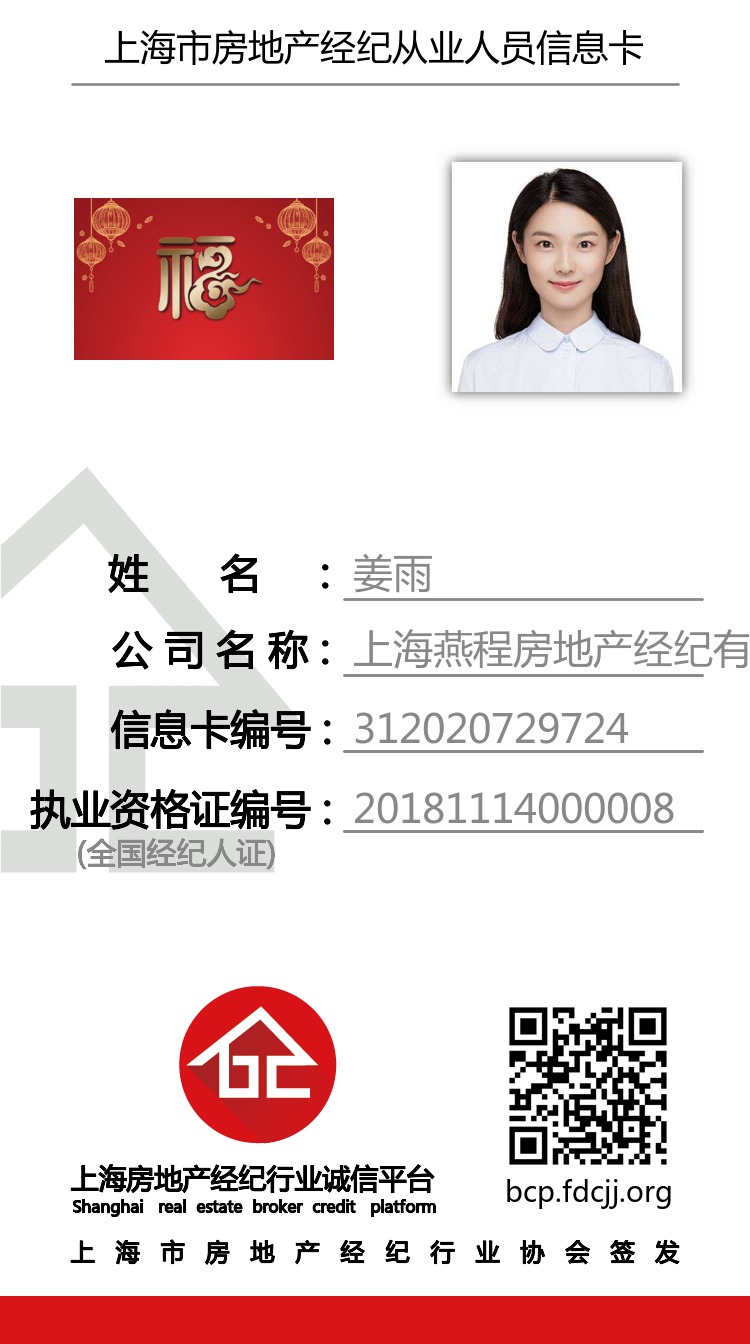 上海市房地产经纪从业人员信息卡
福
姓 名 ： 姜雨
公司名称： 上海燕程房地产经纪有
信息卡编号： 312020729724
执业资格证编号： 20181114000008
(全国经纪人证)
上海房地产经纪行业诚信平台
Shanghai real estate broker credit platform
bcp.fdcjj.org
上海市房地产经纪行业协会签发